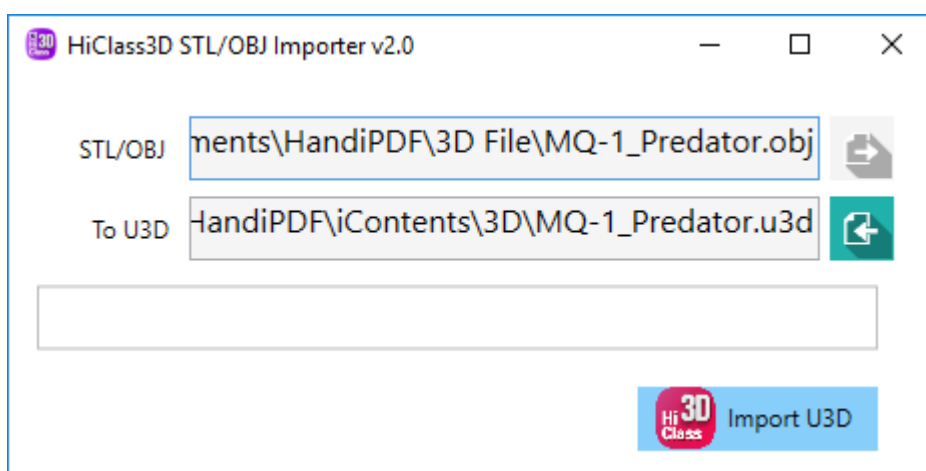 HiClass3D STL/OBJ Importer v2.0
STL/OBJ ments\HandiPDF\3D File\MQ-1_Predator.obj
To U3D HandiPDF\iContents\3D\MQ-1_Predator.u3d
Hi 3D Class Import U3D